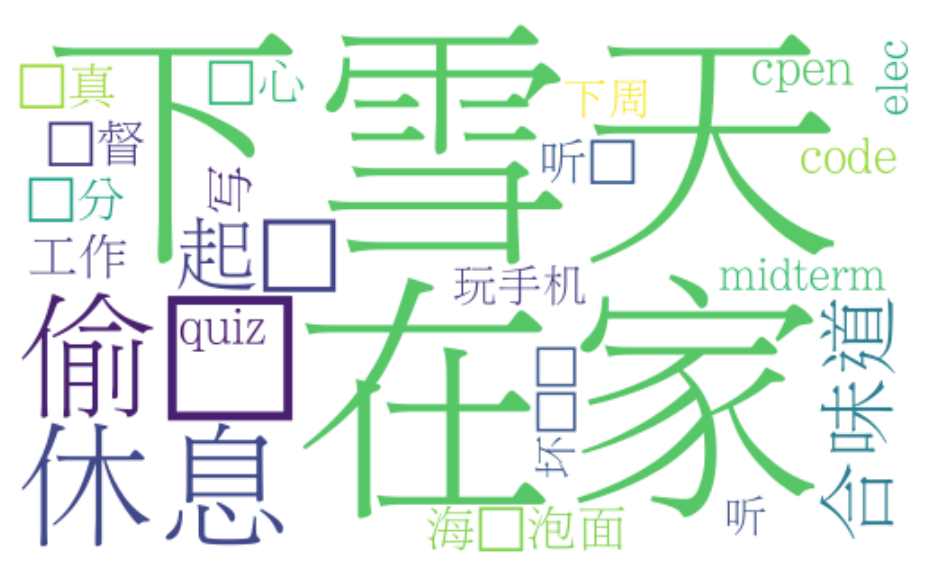 下雪天
在家
□真
□心
下周
cpen
elec
□督
听□
code
□分
写
工作
起□
玩手机
midterm
偷□
quiz
合味道
坏□□
休息
海□泡面
听